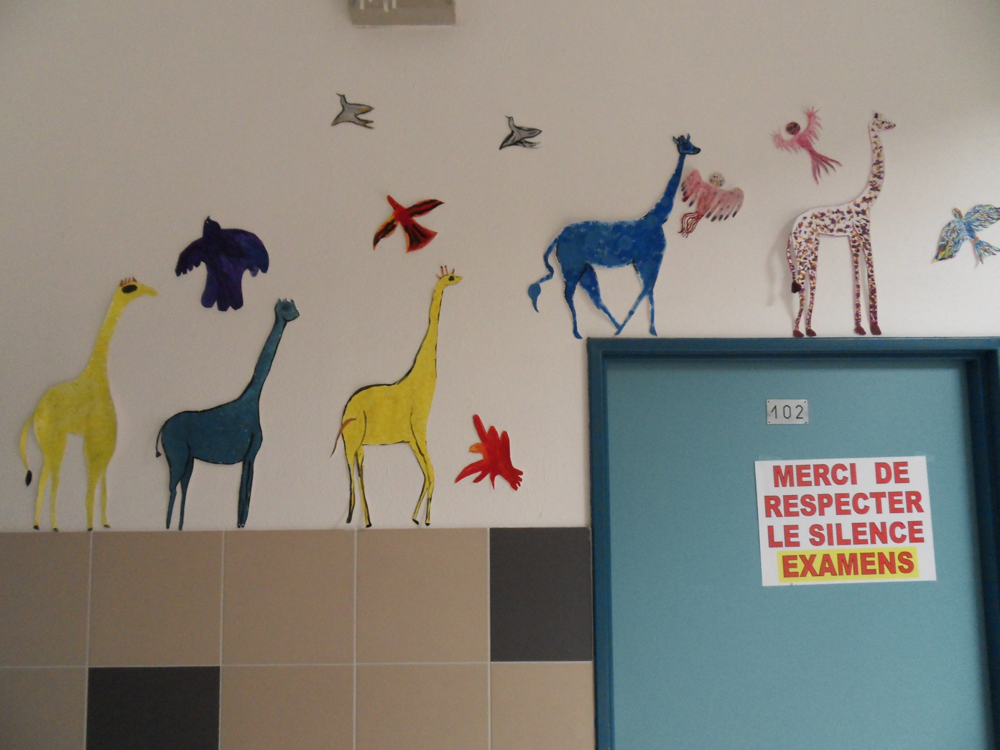 102
MERCI DE
RESPECTER
LE SILENCE
EXAMENS